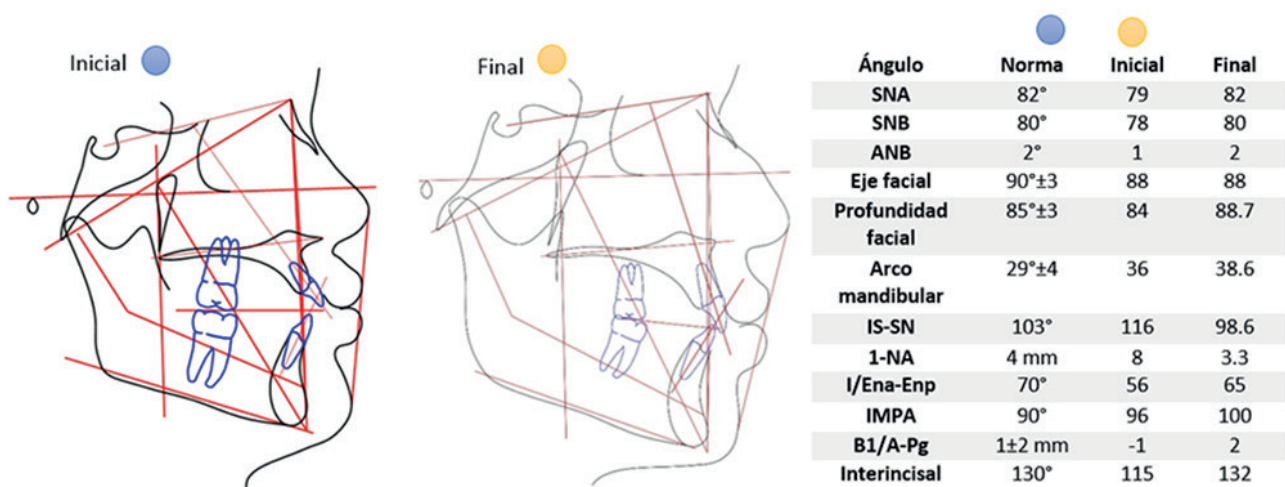 Inicial
Final
Ángulo Norma Inicial Final
SNA 82° 79 82
SNB 80° 78 80
ANB 2° 1 2
Eje facial 90°±3 88 88
Profundidad facial 85°±3 84 88.7
Arco mandibular 29°±4 36 38.6
IS-SN 103° 116 98.6
1-NA 4 mm 8 3.3
I/Ena-Enp 70° 56 65
IMPA 90° 96 100
B1/A-Pg 1±2 mm -1 2
Interincisal 130° 115 132